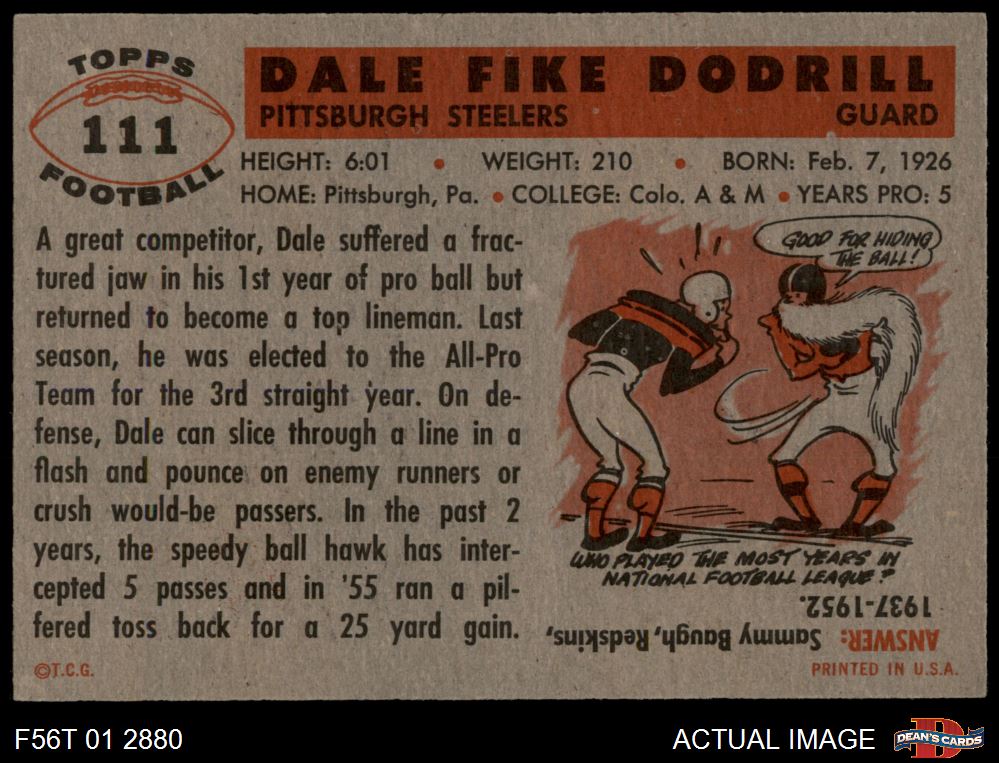 TOPPS
111
FOOTBALL
DALE FIKE DODRILL
PITTSBURGH STEELERS GUARD
HEIGHT: 6:01 • WEIGHT: 210 • BORN: Feb. 7, 1926
HOME: Pittsburgh, Pa. • COLLEGE: Colo. A & M • YEARS PRO: 5
A great competitor, Dale suffered a frac-
tured jaw in his 1st year of pro ball but
returned to become a top lineman. Last
season, he was elected to the All-Pro
Team for the 3rd straight year. On de-
fense, Dale can slice through a line in a
flash and pounce on enemy runners or
crush would-be passers. In the past 2
years, the speedy ball hawk has inter-
cepted 5 passes and in '55 ran a pil-
fered toss back for a 25 yard gain.
GOOD FOR HIDING
THE BALL!
WHO PLAYED THE MOST YEARS IN
NATIONAL FOOTBALL LEAGUE?
ANSWER: Sammy Baugh, Redskins,
1937-1952.
©T.C.G.
PRINTED IN U.S.A.
F56T 01 2880
ACTUAL IMAGE
DEAN'S CARDS